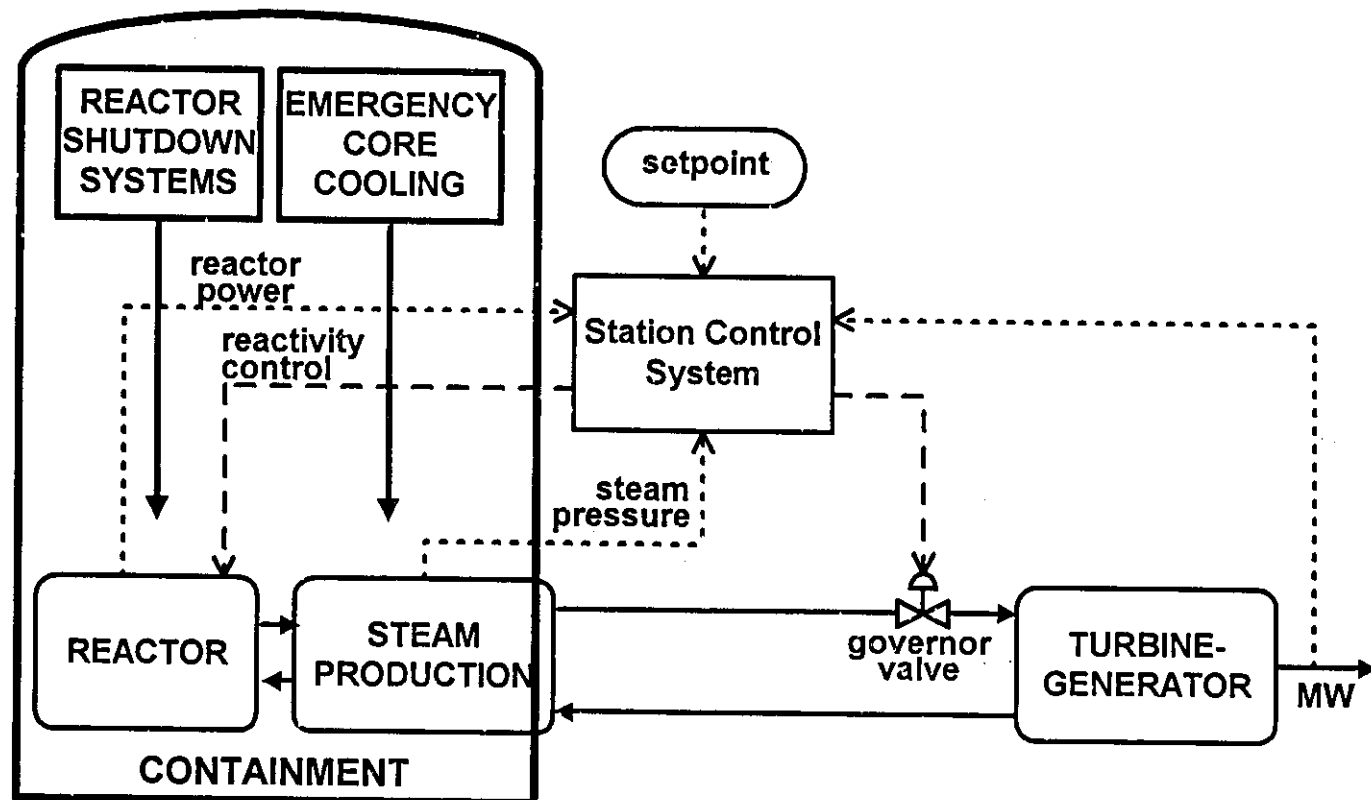 REACTOR
SHUTDOWN
SYSTEMS
EMERGENCY
CORE
COOLING
setpoint
reactor
power
Station Control
System
reactivity
control
steam
pressure
REACTOR
STEAM
PRODUCTION
governor
valve
TURBINE-
GENERATOR
MW
CONTAINMENT